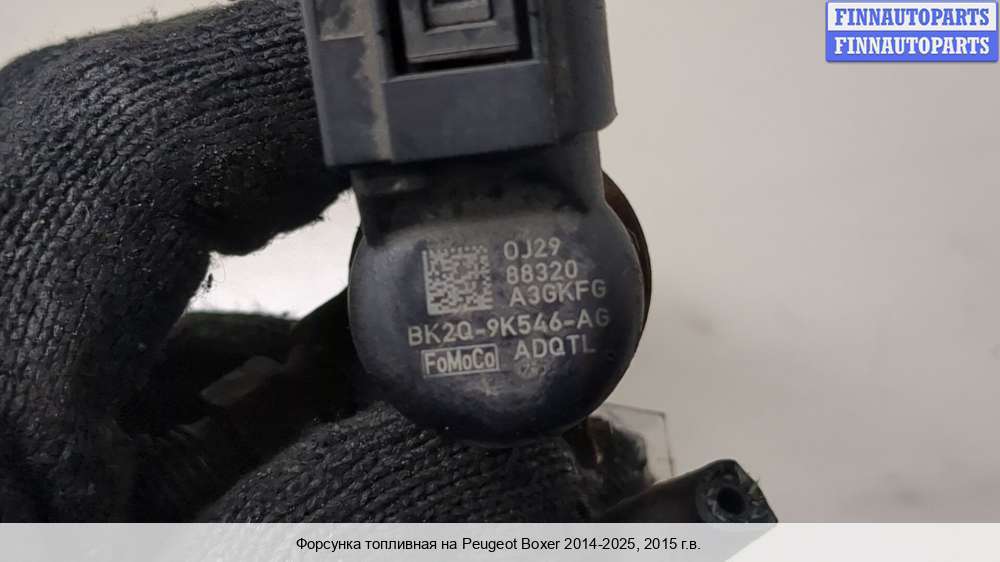 FINNAUTOPARTS
FINNAUTOPARTS
0J29
88320
A3GKFG
BK2Q-9K546-AG
FoMoCo ADQTL
Форсунка топливная на Peugeot Boxer 2014-2025, 2015 г.в.